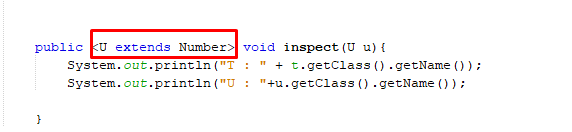 public <U extends Number> void inspect(U u){
System.out.println("T : " + t.getClass().getName());
System.out.println("U : "+u.getClass().getName());
}